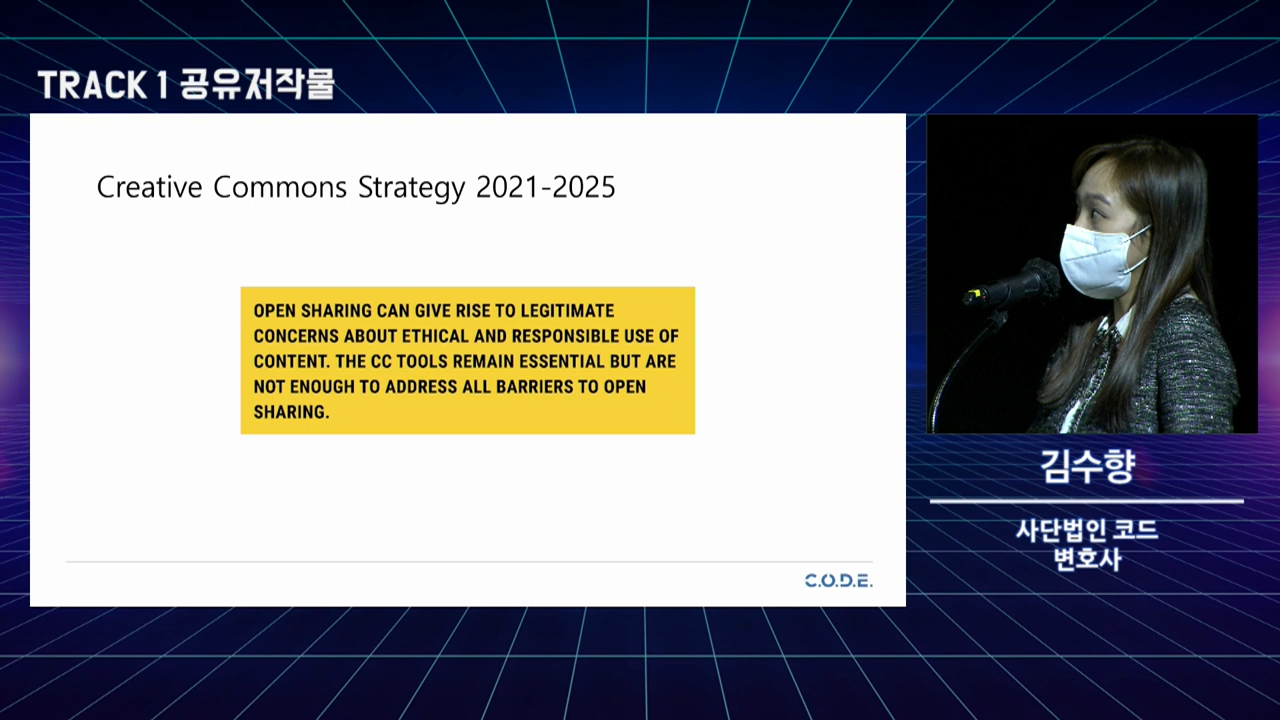 TRACK 1 공유저작물
Creative Commons Strategy 2021-2025
OPEN SHARING CAN GIVE RISE TO LEGITIMATE
CONCERNS ABOUT ETHICAL AND RESPONSIBLE USE OF
CONTENT. THE CC TOOLS REMAIN ESSENTIAL BUT ARE
NOT ENOUGH TO ADDRESS ALL BARRIERS TO OPEN
SHARING.
C.O.D.E.
김수향
사단법인 코드
변호사